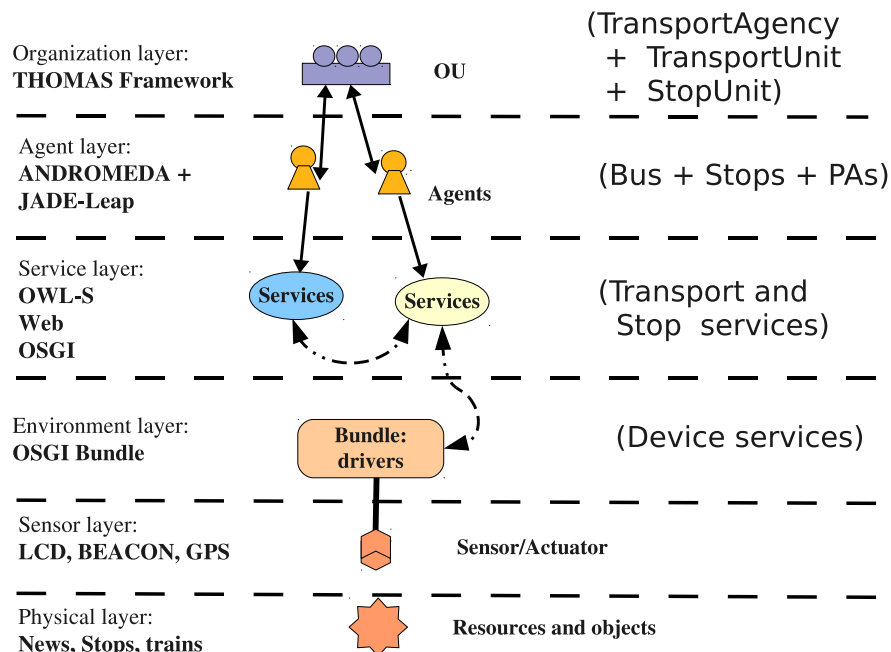 Organization layer:
THOMAS Framework
OU
(TransportAgency
+ TransportUnit
+ StopUnit)
Agent layer:
ANDROMEDA +
JADE-Leap
Agents
(Bus + Stops + PAs)
Service layer:
OWL-S
Web
OSGI
Services
Services
(Transport and
Stop services)
Environment layer:
OSGI Bundle
Bundle:
drivers
(Device services)
Sensor layer:
LCD, BEACON, GPS
Sensor/Actuator
Physical layer:
News, Stops, trains
Resources and objects